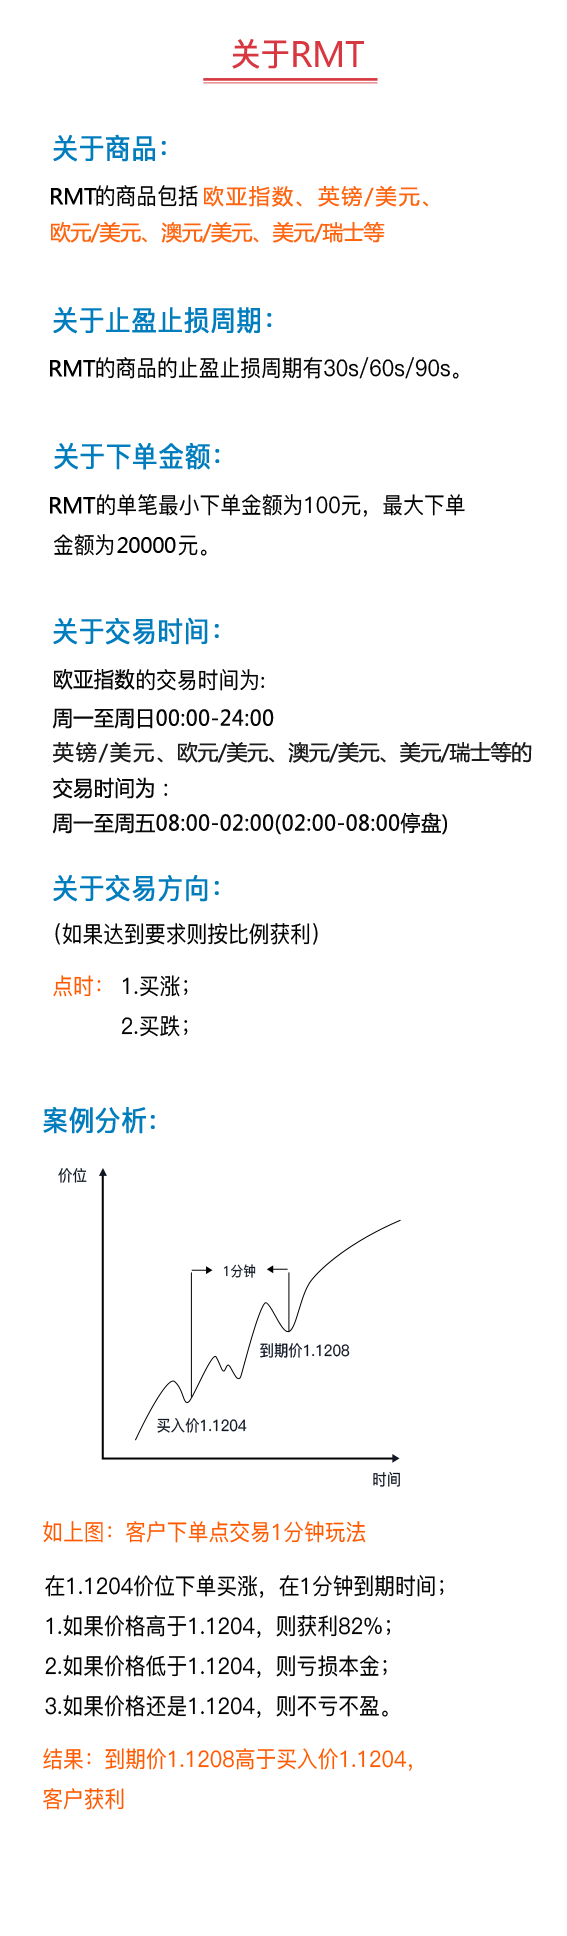 关于RMT
关于商品：
RMT的商品包括 欧亚指数、英镑/美元、
欧元/美元、澳元/美元、美元/瑞士等
关于止盈止损周期：
RMT的商品的止盈止损周期有30s/60s/90s。
关于下单金额：
RMT的单笔最小下单金额为100元，最大下单
金额为20000元。
关于交易时间：
欧亚指数的交易时间为:
周一至周日00:00-24:00
英镑/美元、欧元/美元、澳元/美元、美元/瑞士等的
交易时间为：
周一至周五08:00-02:00(02:00-08:00停盘)
关于交易方向：
（如果达到要求则按比例获利）
点时： 1.买涨；
2.买跌；
案例分析：
价位
1分钟
到期价1.1208
买入价1.1204
时间
如上图：客户下单点交易1分钟玩法
在1.1204价位下单买涨，在1分钟到期时间；
1.如果价格高于1.1204，则获利82%；
2.如果价格低于1.1204，则亏损本金；
3.如果价格还是1.1204，则不亏不盈。
结果：到期价1.1208高于买入价1.1204，
客户获利